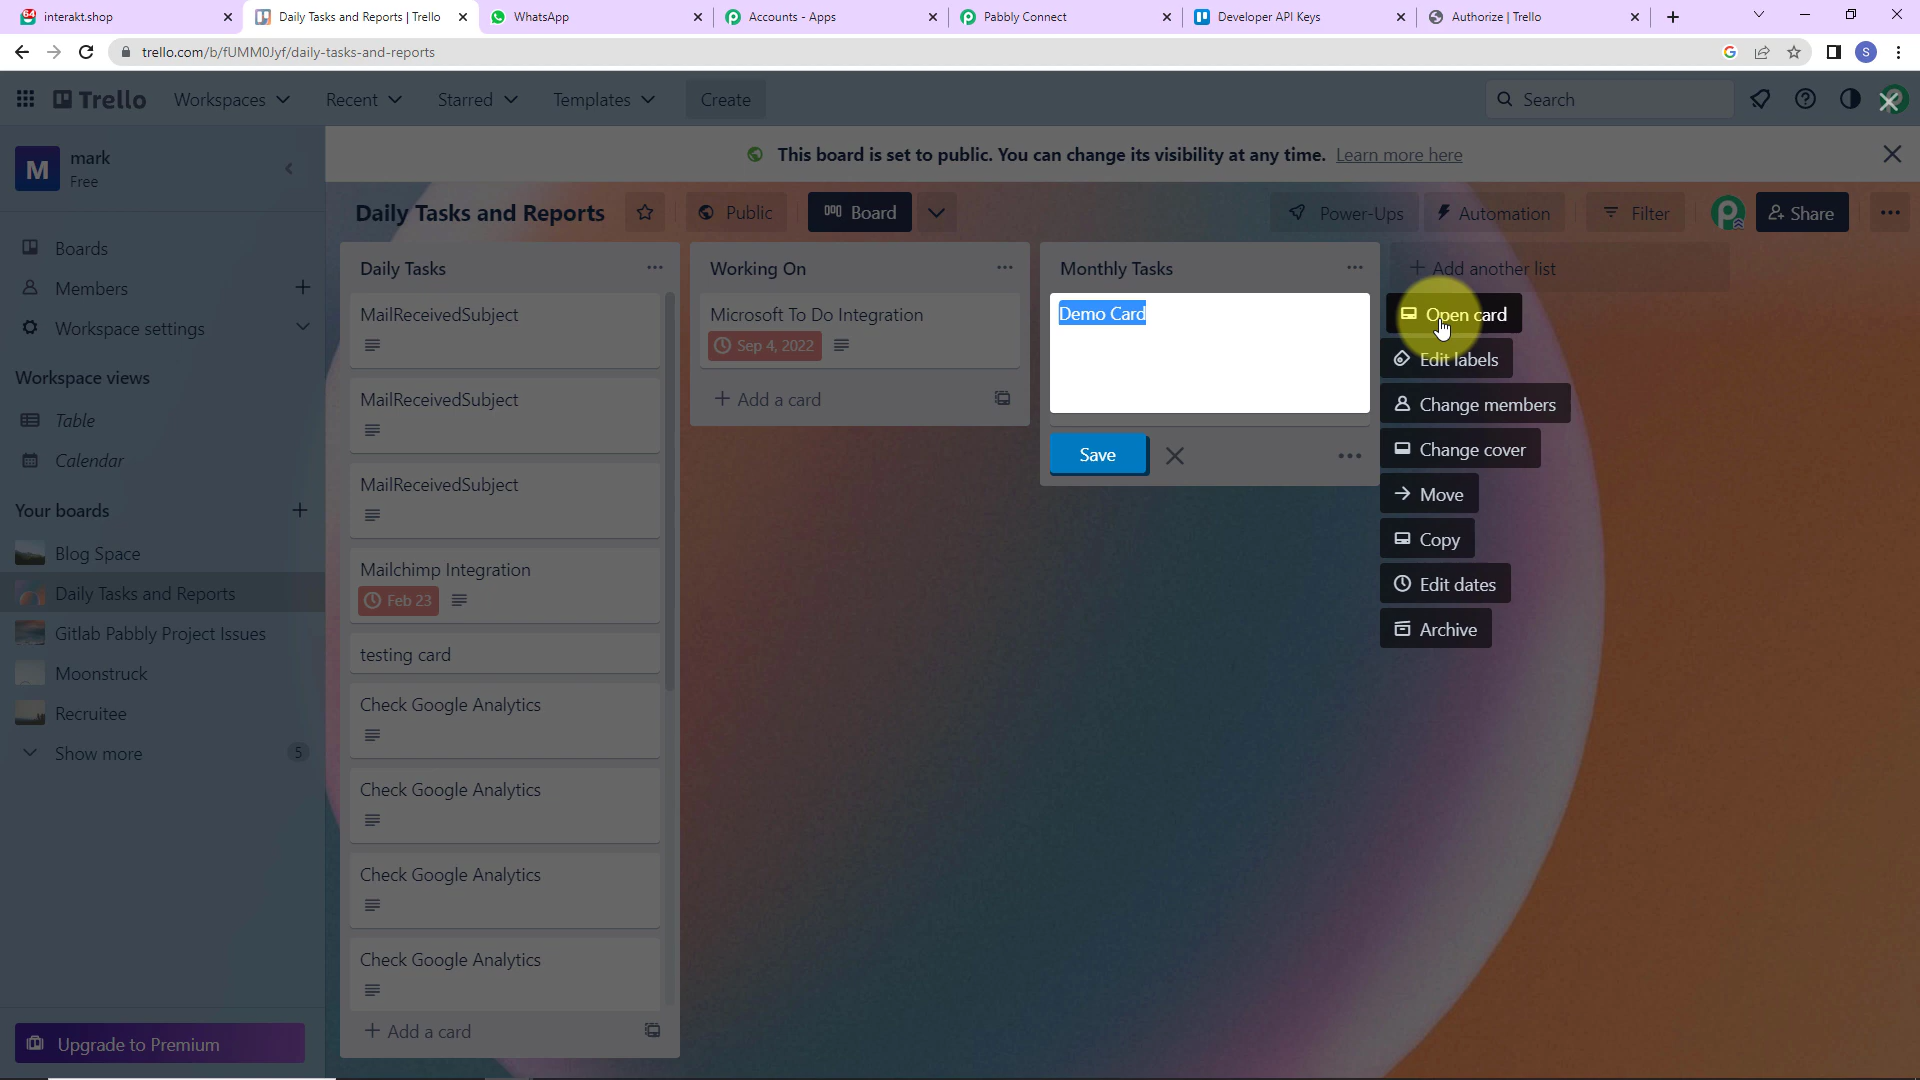 64 interakt.shop
Daily Tasks and Reports | Trello
WhatsApp
Accounts - Apps
Pabbly Connect
Developer API Keys
Authorize | Trello
trello.com/b/fUMM0Jyf/daily-tasks-and-reports
S
Trello Workspaces Recent Starred Templates Create Search
M mark
Free
This board is set to public. You can change its visibility at any time. Learn more here
Daily Tasks and Reports Public Board Power-Ups Automation Filter Share
Boards
Members
Workspace settings
Workspace views
Table
Calendar
Your boards
Blog Space
Daily Tasks and Reports
Gitlab Pabbly Project Issues
Moonstruck
Recruitee
Show more 5
Upgrade to Premium
Daily Tasks
MailReceivedSubject
MailReceivedSubject
MailReceivedSubject
Mailchimp Integration
Feb 23
testing card
Check Google Analytics
Check Google Analytics
Check Google Analytics
Check Google Analytics
Add a card
Working On
Microsoft To Do Integration
Sep 4, 2022
Add a card
Monthly Tasks
Demo Card
Save
Add another list
Open card
Edit labels
Change members
Change cover
Move
Copy
Edit dates
Archive